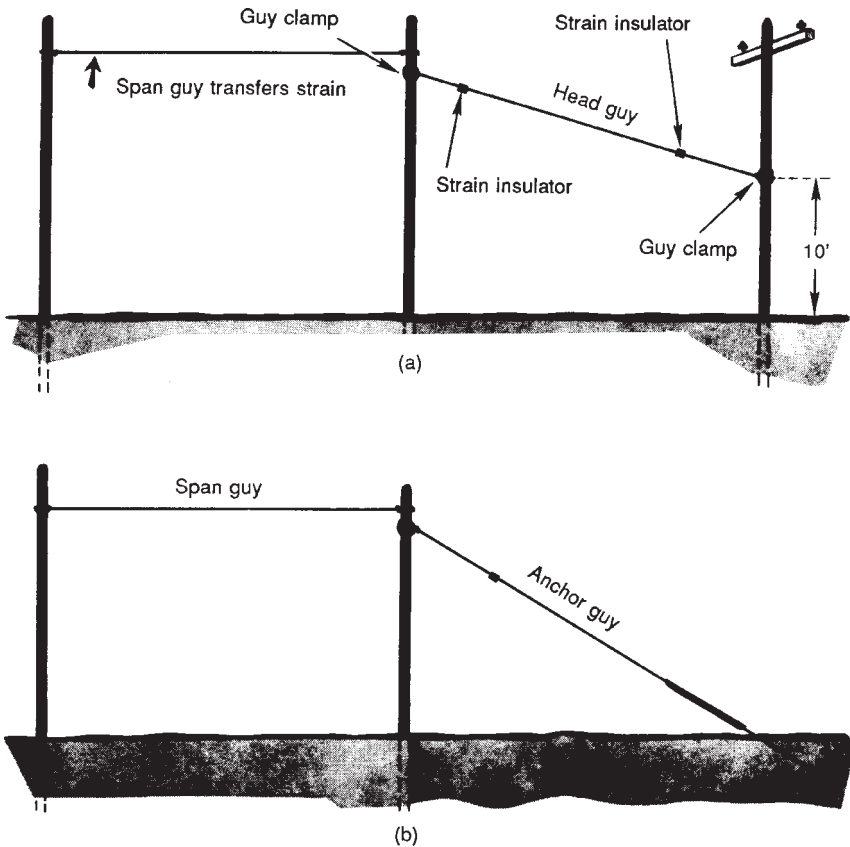 Guy clamp
Strain insulator
Span guy transfers strain
Head guy
Strain insulator
Guy clamp
10'
(a)
Span guy
Anchor guy
(b)